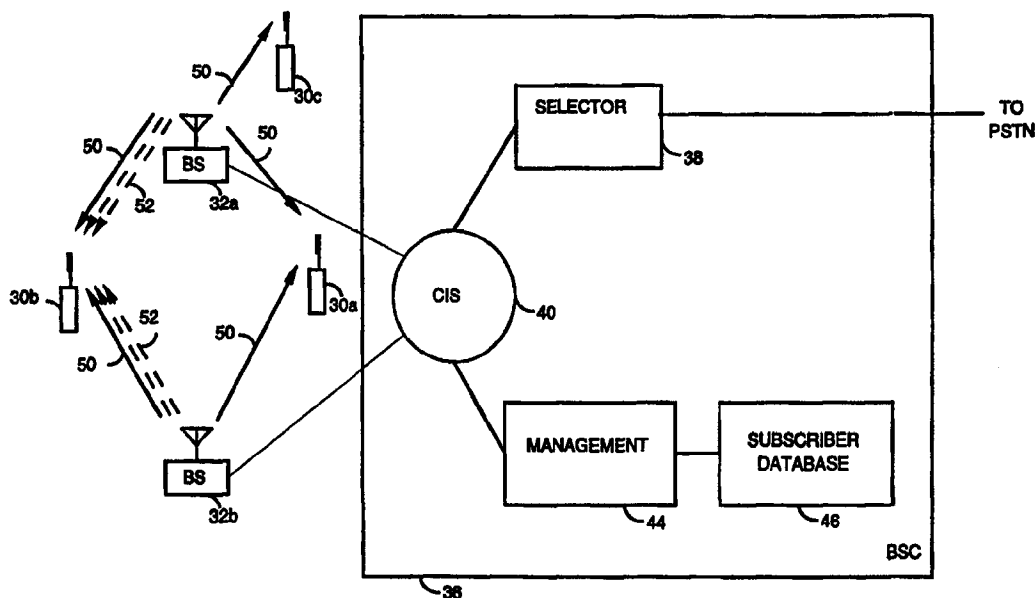 50
30c
SELECTOR
TO
PSTN
50
BS
50
38
52
32a
30b
30a
CIS
40
52
50
50
MANAGEMENT
SUBSCRIBER
DATABASE
BS
32b
44
46
BSC
36